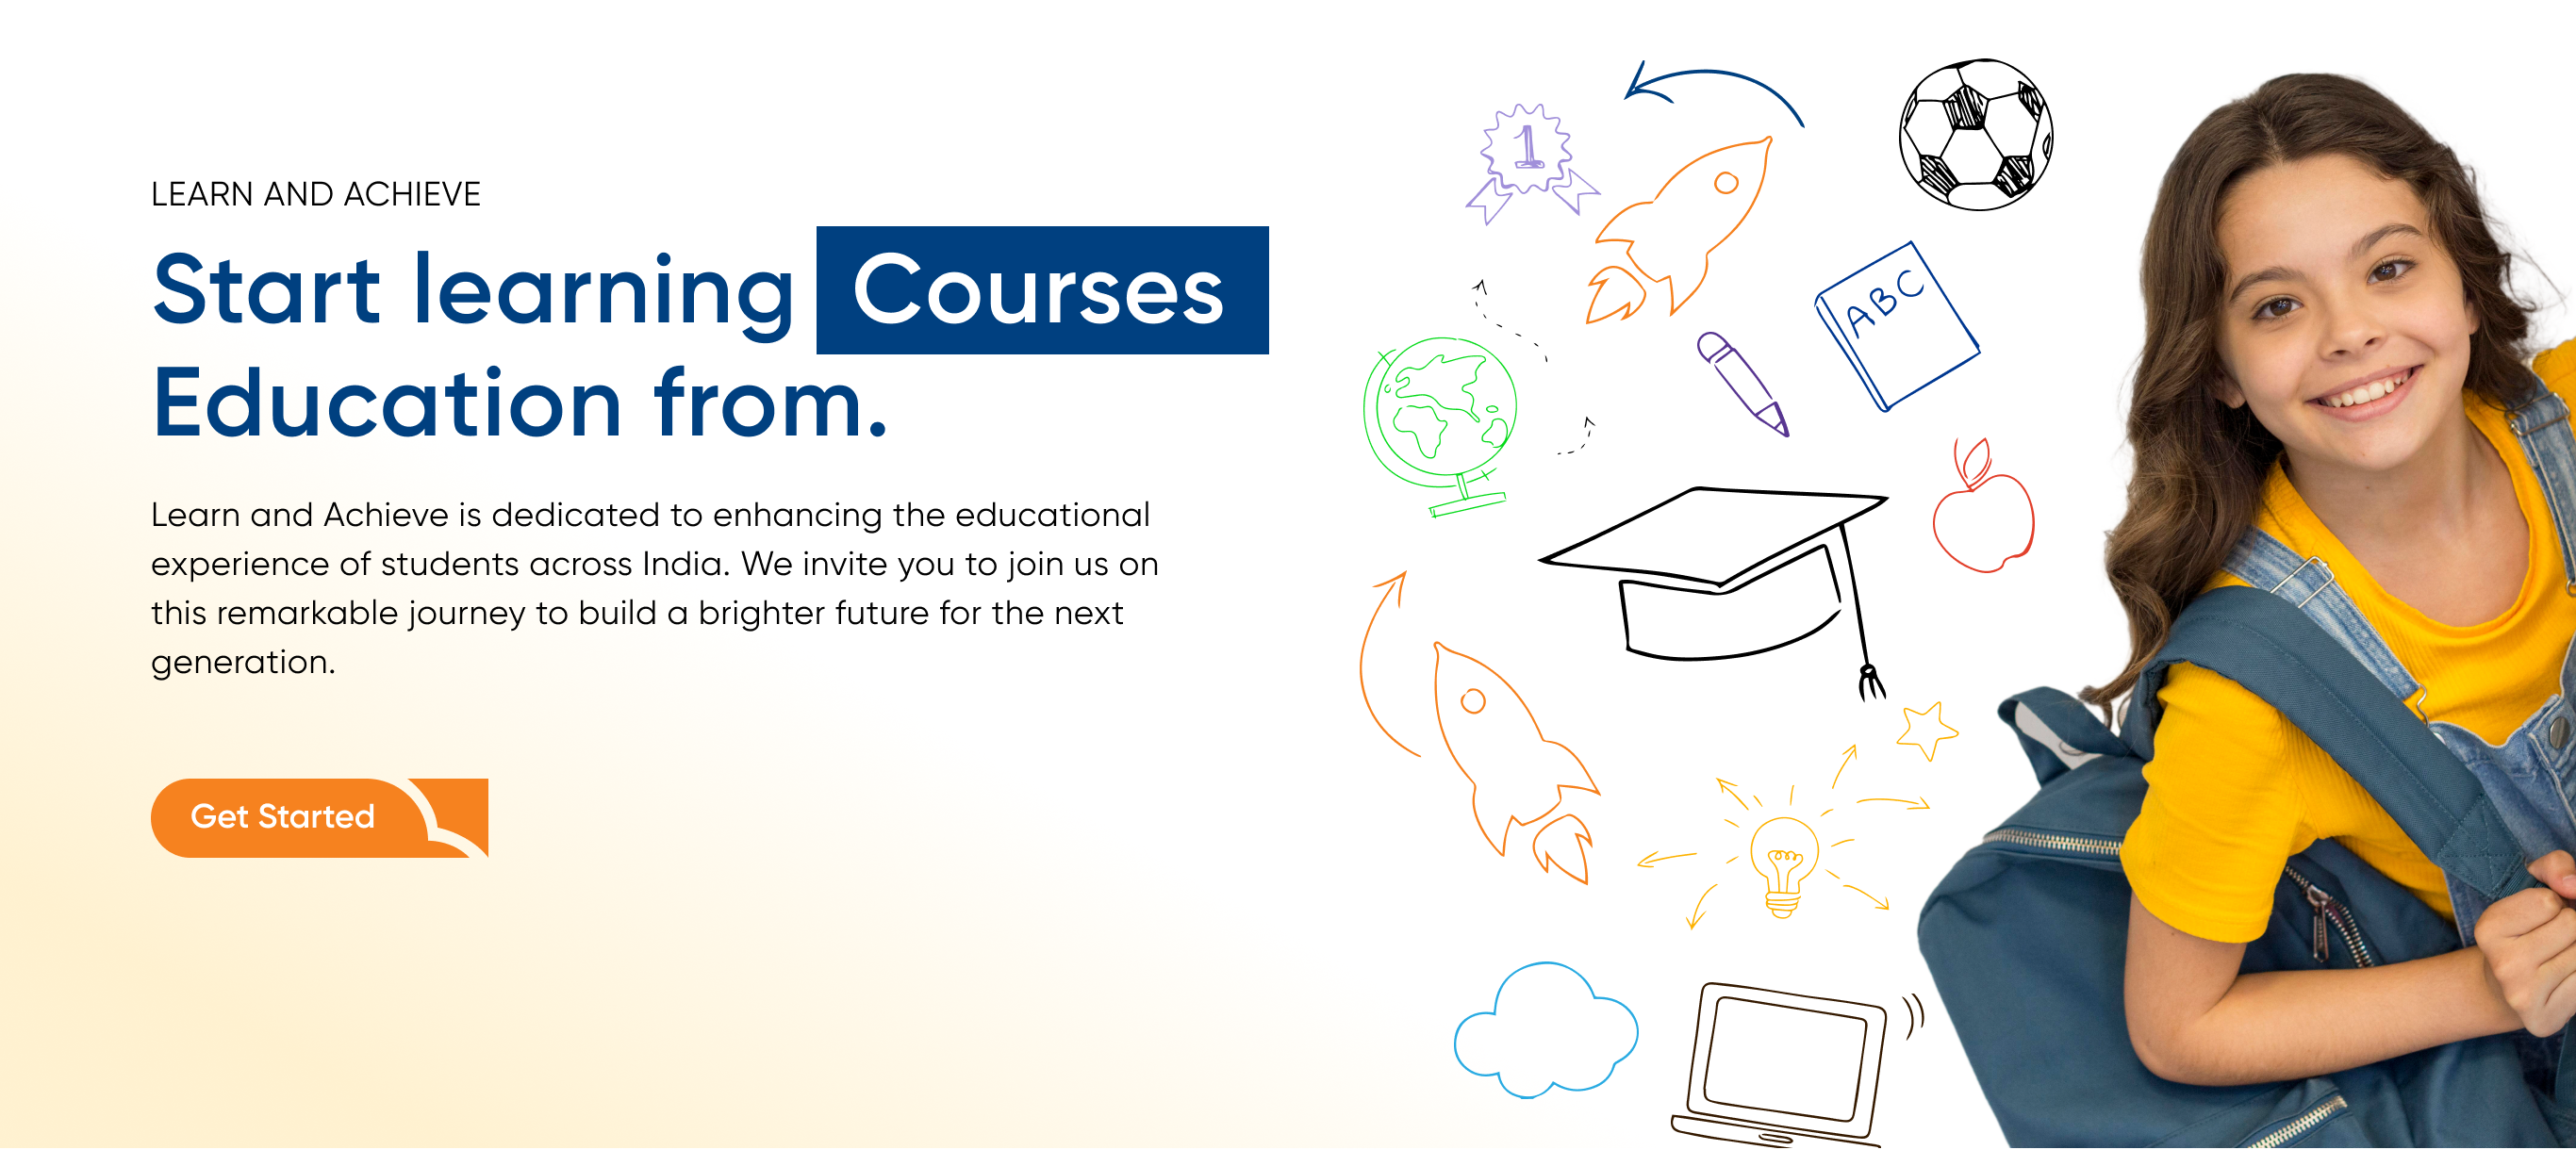 LEARN AND ACHIEVE
Start learning Courses
Education from.
Learn and Achieve is dedicated to enhancing the educational
experience of students across India. We invite you to join us on
this remarkable journey to build a brighter future for the next
generation.
Get Started
1
ABC